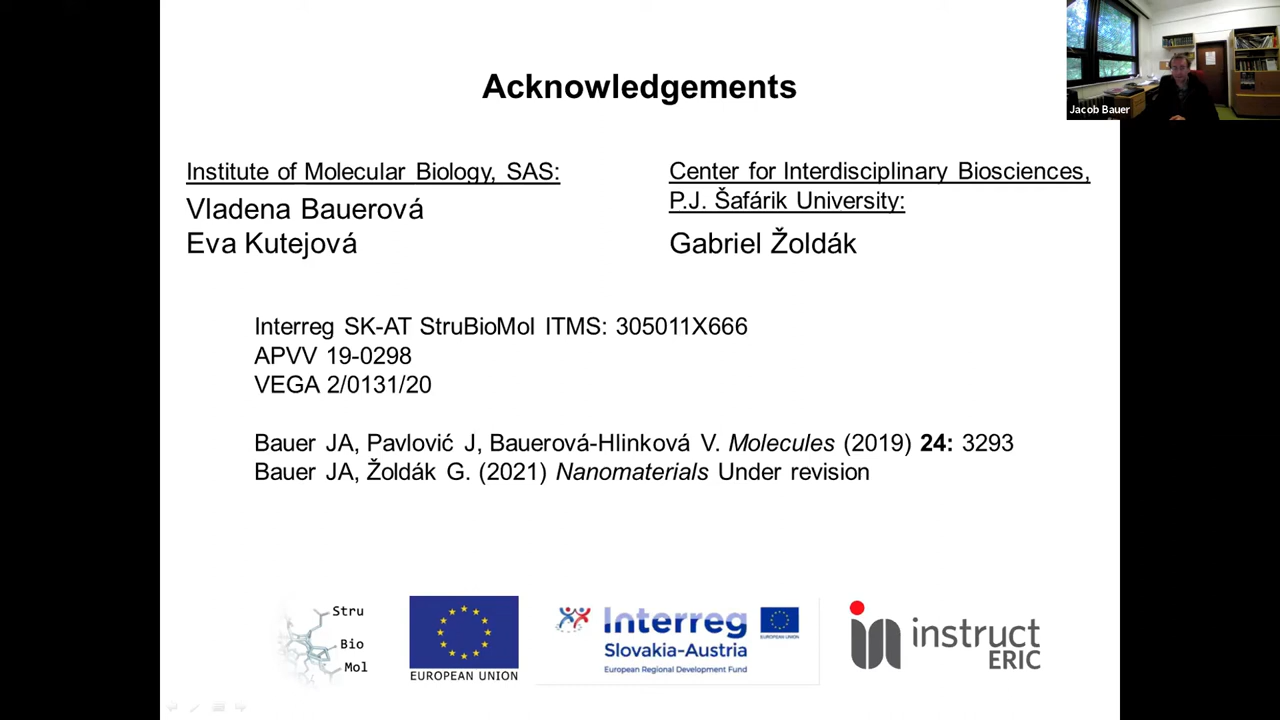 Acknowledgements
Jacob Bauer
Institute of Molecular Biology, SAS:
Vladena Bauerová
Eva Kutejová
Center for Interdisciplinary Biosciences,
P.J. Šafárik University:
Gabriel Žoldák
Interreg SK-AT StruBioMol ITMS: 305011X666
APVV 19-0298
VEGA 2/0131/20
Bauer JA, Pavlović J, Bauerová-Hlinková V. Molecules (2019) 24: 3293
Bauer JA, Žoldák G. (2021) Nanomaterials Under revision
Stru
Bio
Mol
EUROPEAN UNION
Interreg
EUROPEAN UNION
Slovakia-Austria
European Regional Development Fund
instruct
ERIC